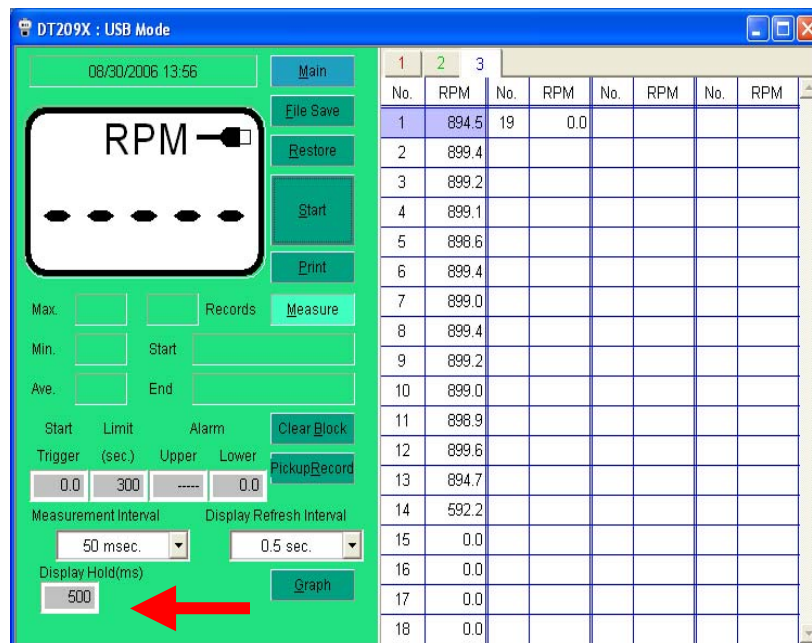 DT209X : USB Mode
08/30/2006 13:56
Main
File Save
Restore
Start
Print
RPM
- - - - -
Max.
Records
Measure
Min.
Start
Ave.
End
Start Limit Alarm
Trigger (sec.) Upper Lower
0.0 300 ----- 0.0
Clear Block
PickupRecord
Measurement Interval Display Refresh Interval
50 msec. 0.5 sec.
Display Hold(ms)
500
Graph
1 2 3
No. RPM No. RPM No. RPM No. RPM
1 894.5 19 0.0
2 899.4
3 899.2
4 899.1
5 898.6
6 899.4
7 899.0
8 899.4
9 899.2
10 899.0
11 898.9
12 899.6
13 894.7
14 592.2
15 0.0
16 0.0
17 0.0
18 0.0